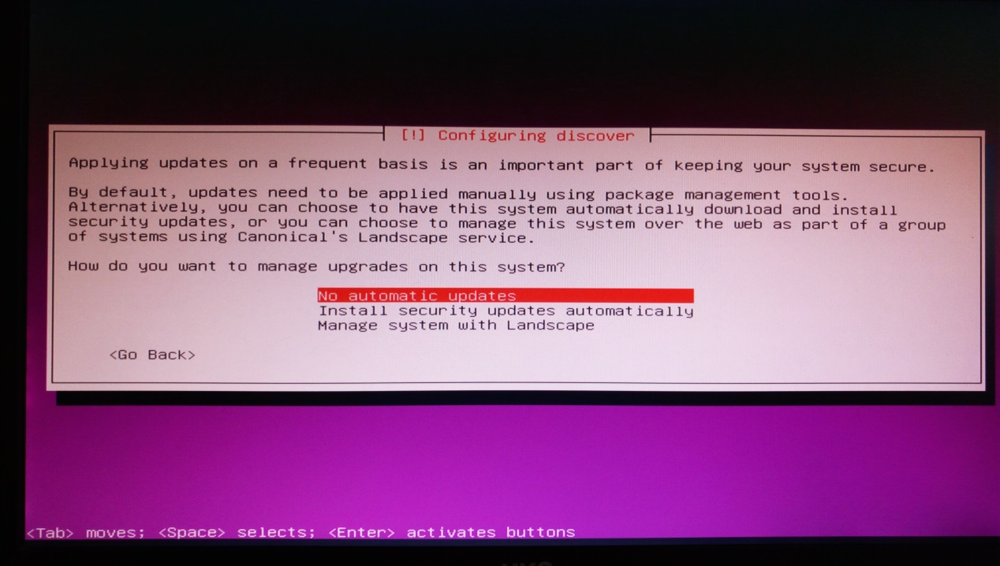 [!] Configuring discover
Applying updates on a frequent basis is an important part of keeping your system secure.
By default, updates need to be applied manually using package management tools.
Alternatively, you can choose to have this system automatically download and install
security updates, or you can choose to manage this system over the web as part of a group
of systems using Canonical's Landscape service.
How do you want to manage upgrades on this system?
No automatic updates
Install security updates automatically
Manage system with Landscape
<Go Back>
<Tab> moves; <Space> selects; <Enter> activates buttons